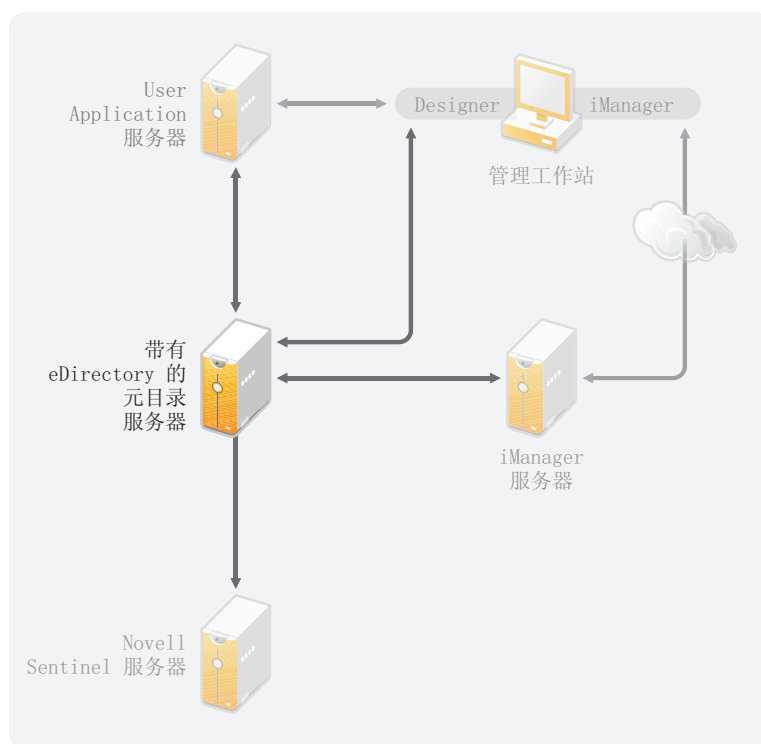 User
Application
服务器
Designer
iManager
管理工作站
带有
eDirectory 的
元目录
服务器
iManager
服务器
Novell
Sentinel 服务器